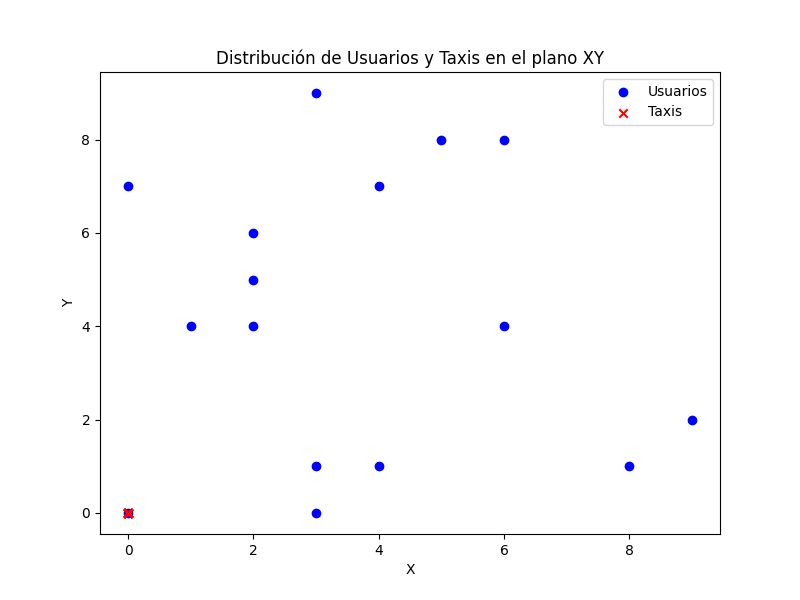 Distribución de Usuarios y Taxis en el plano XY
Usuarios
Taxis
8
6
4
2
0
Y
0 2 4 6 8
X